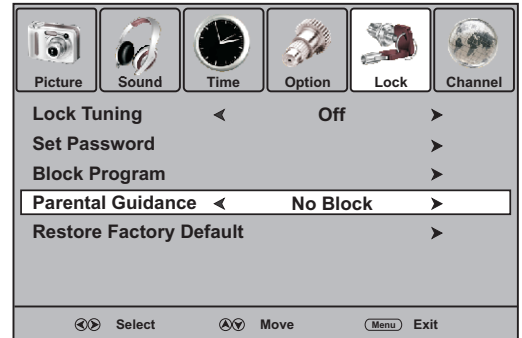 Picture Sound Time Option Lock Channel
Lock Tuning Off
Set Password
Block Program
Parental Guidance No Block
Restore Factory Default
Select Move Menu Exit